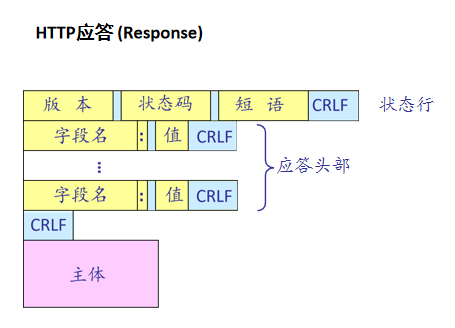 HTTP应答 (Response)
版 本 状态码 短 语 CRLF 状态行
字段名 : 值 CRLF
⋮ 应答头部
字段名 : 值 CRLF
CRLF
主体